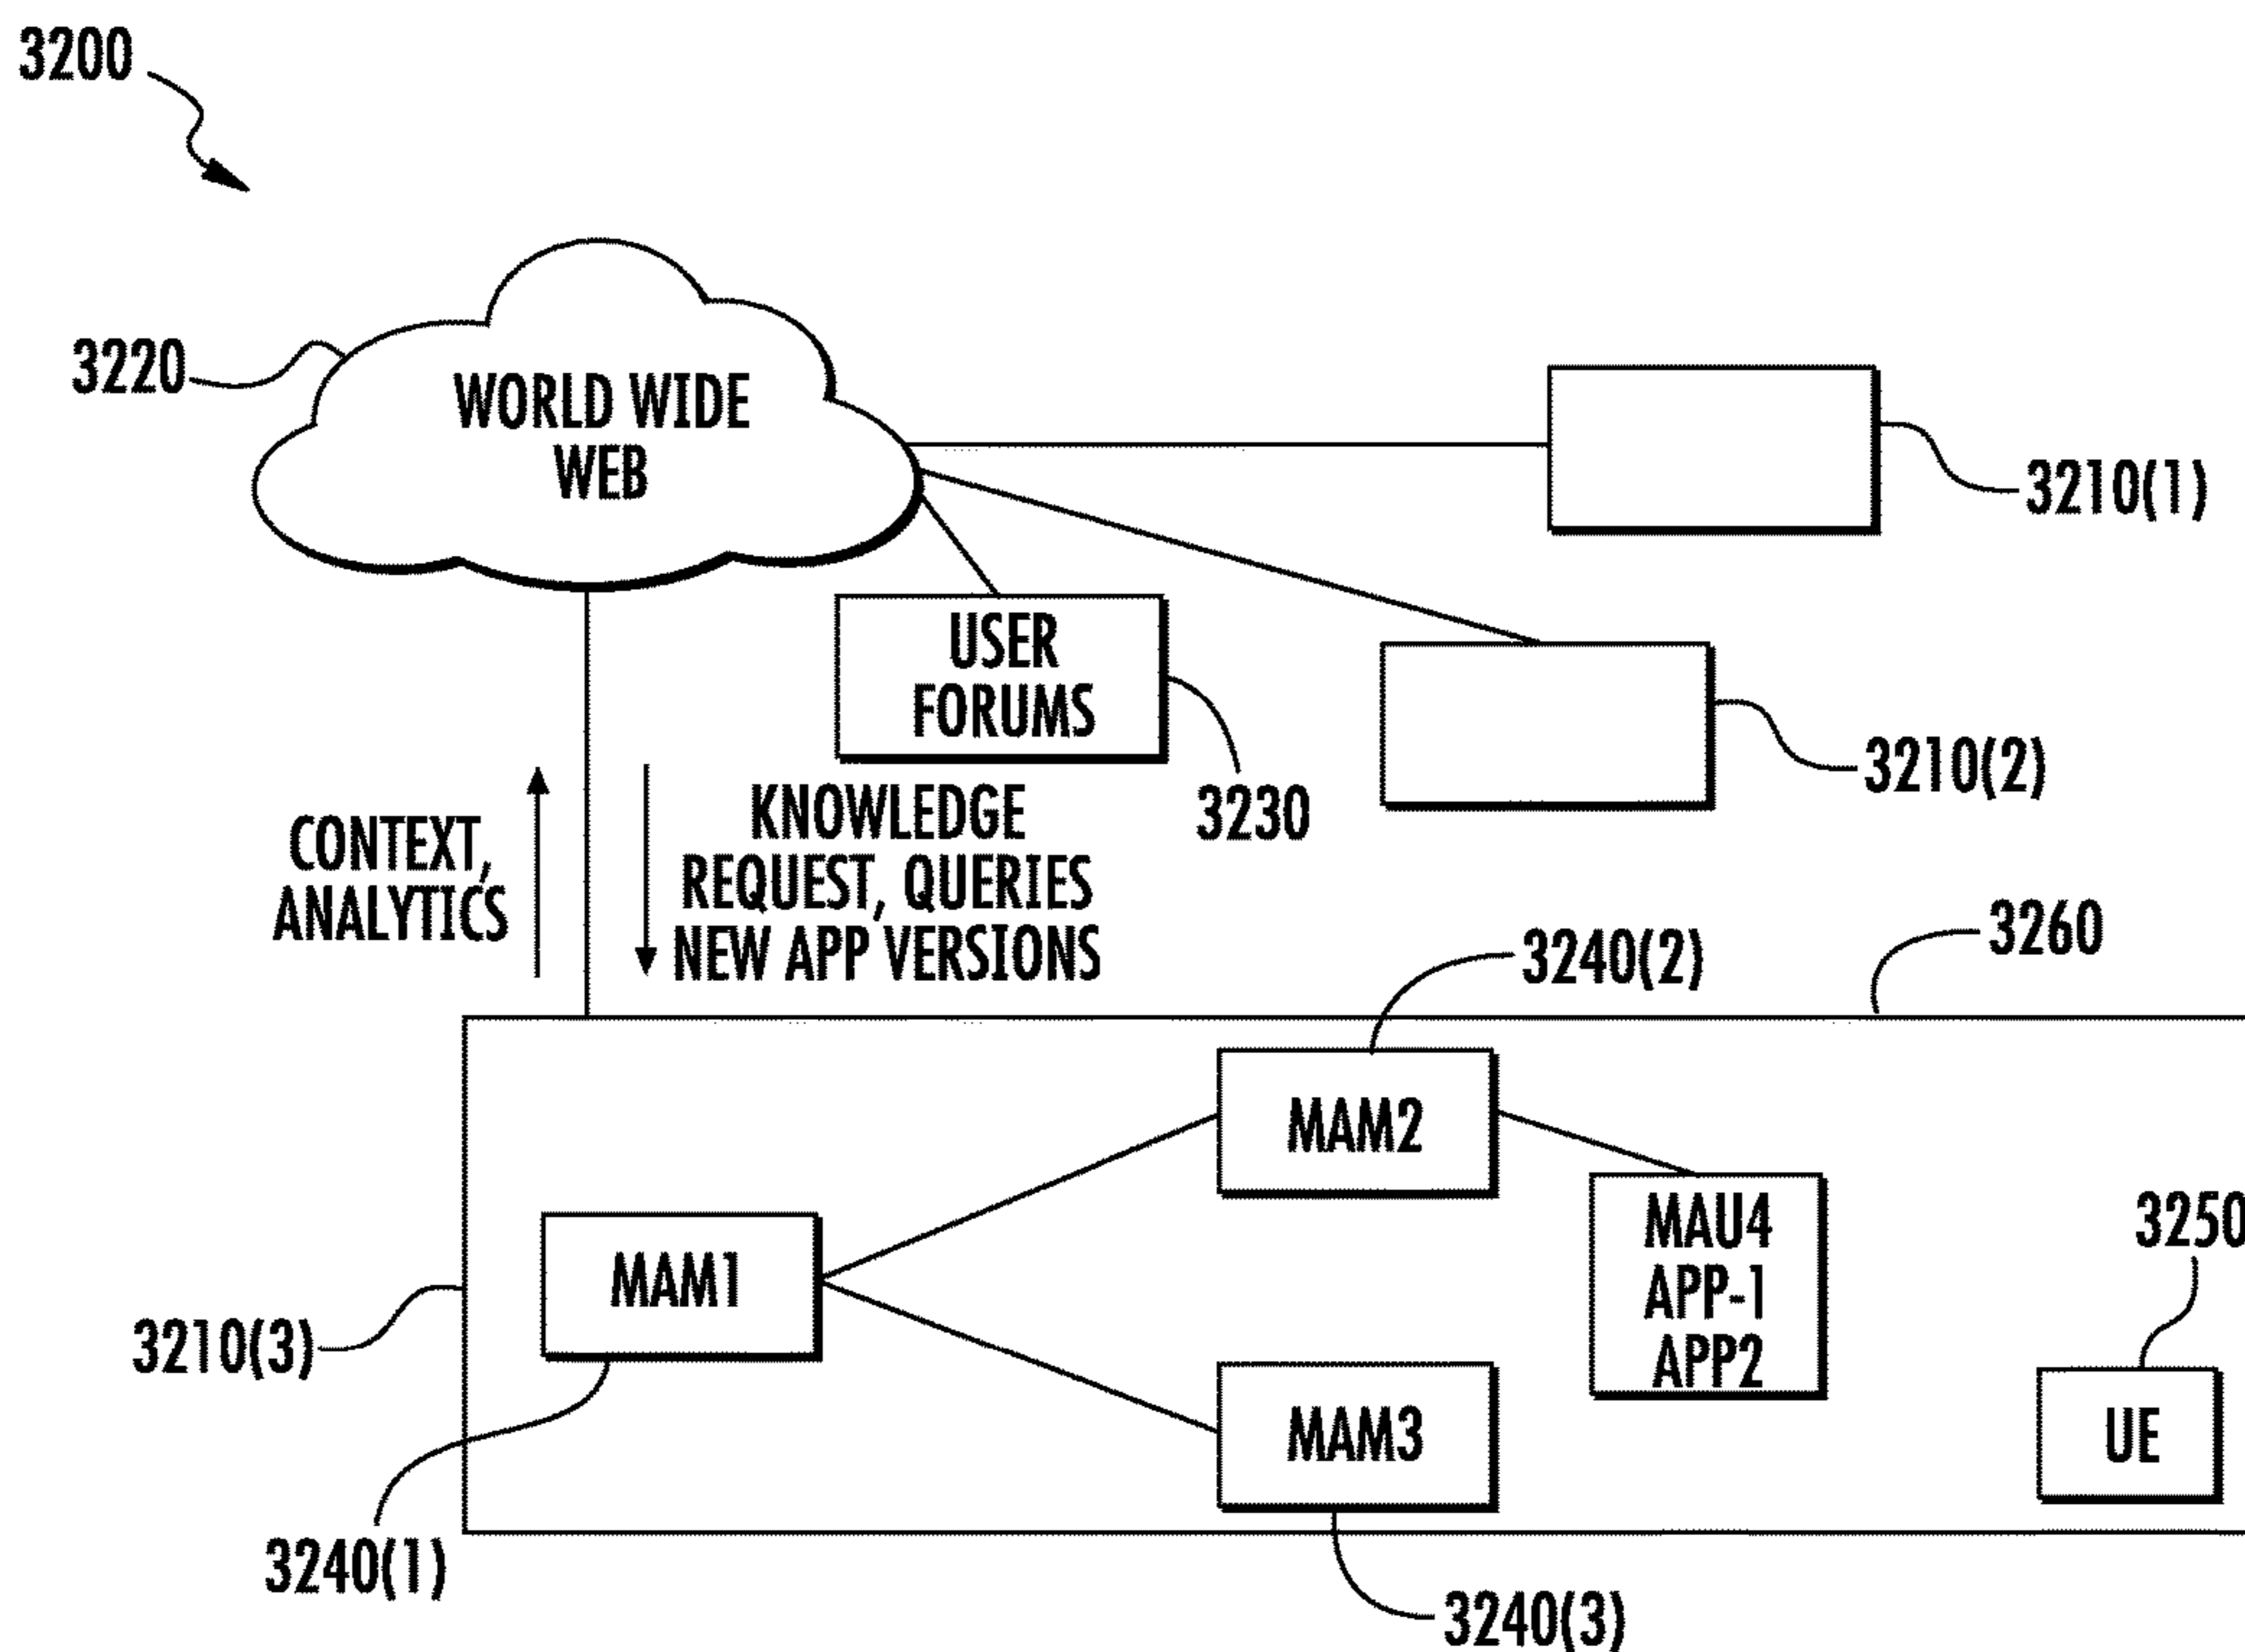 3200
3220
WORLD WIDE
WEB
3210(1)
USER
FORUMS
3230
3210(2)
CONTEXT,
ANALYTICS
KNOWLEDGE
REQUEST, QUERIES
NEW APP VERSIONS
3240(2)
3260
MAM2
MAU4
APP-1
APP2
3250
MAM1
3210(3)
MAM3
UE
3240(1)
3240(3)